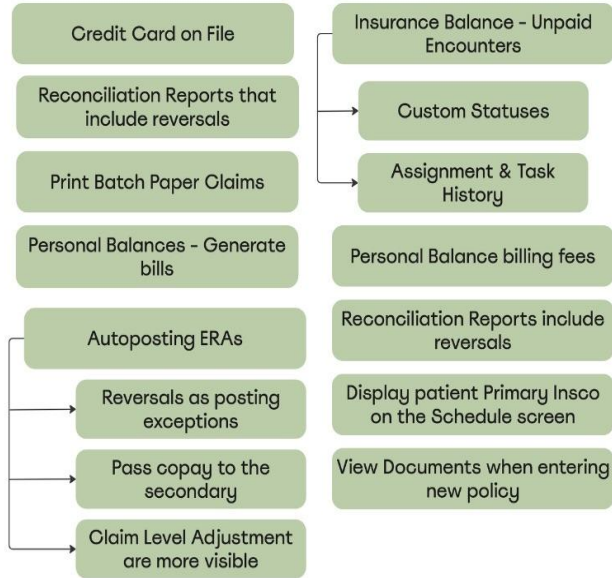 Credit Card on File
Reconciliation Reports that
include reversals
Print Batch Paper Claims
Personal Balances - Generate
bills
Autoposting ERAs
Reversals as posting
exceptions
Pass copay to the
secondary
Claim Level Adjustment
are more visible
Insurance Balance - Unpaid
Encounters
Custom Statuses
Assignment & Task
History
Personal Balance billing fees
Reconciliation Reports include
reversals
Display patient Primary Insco
on the Schedule screen
View Documents when entering
new policy